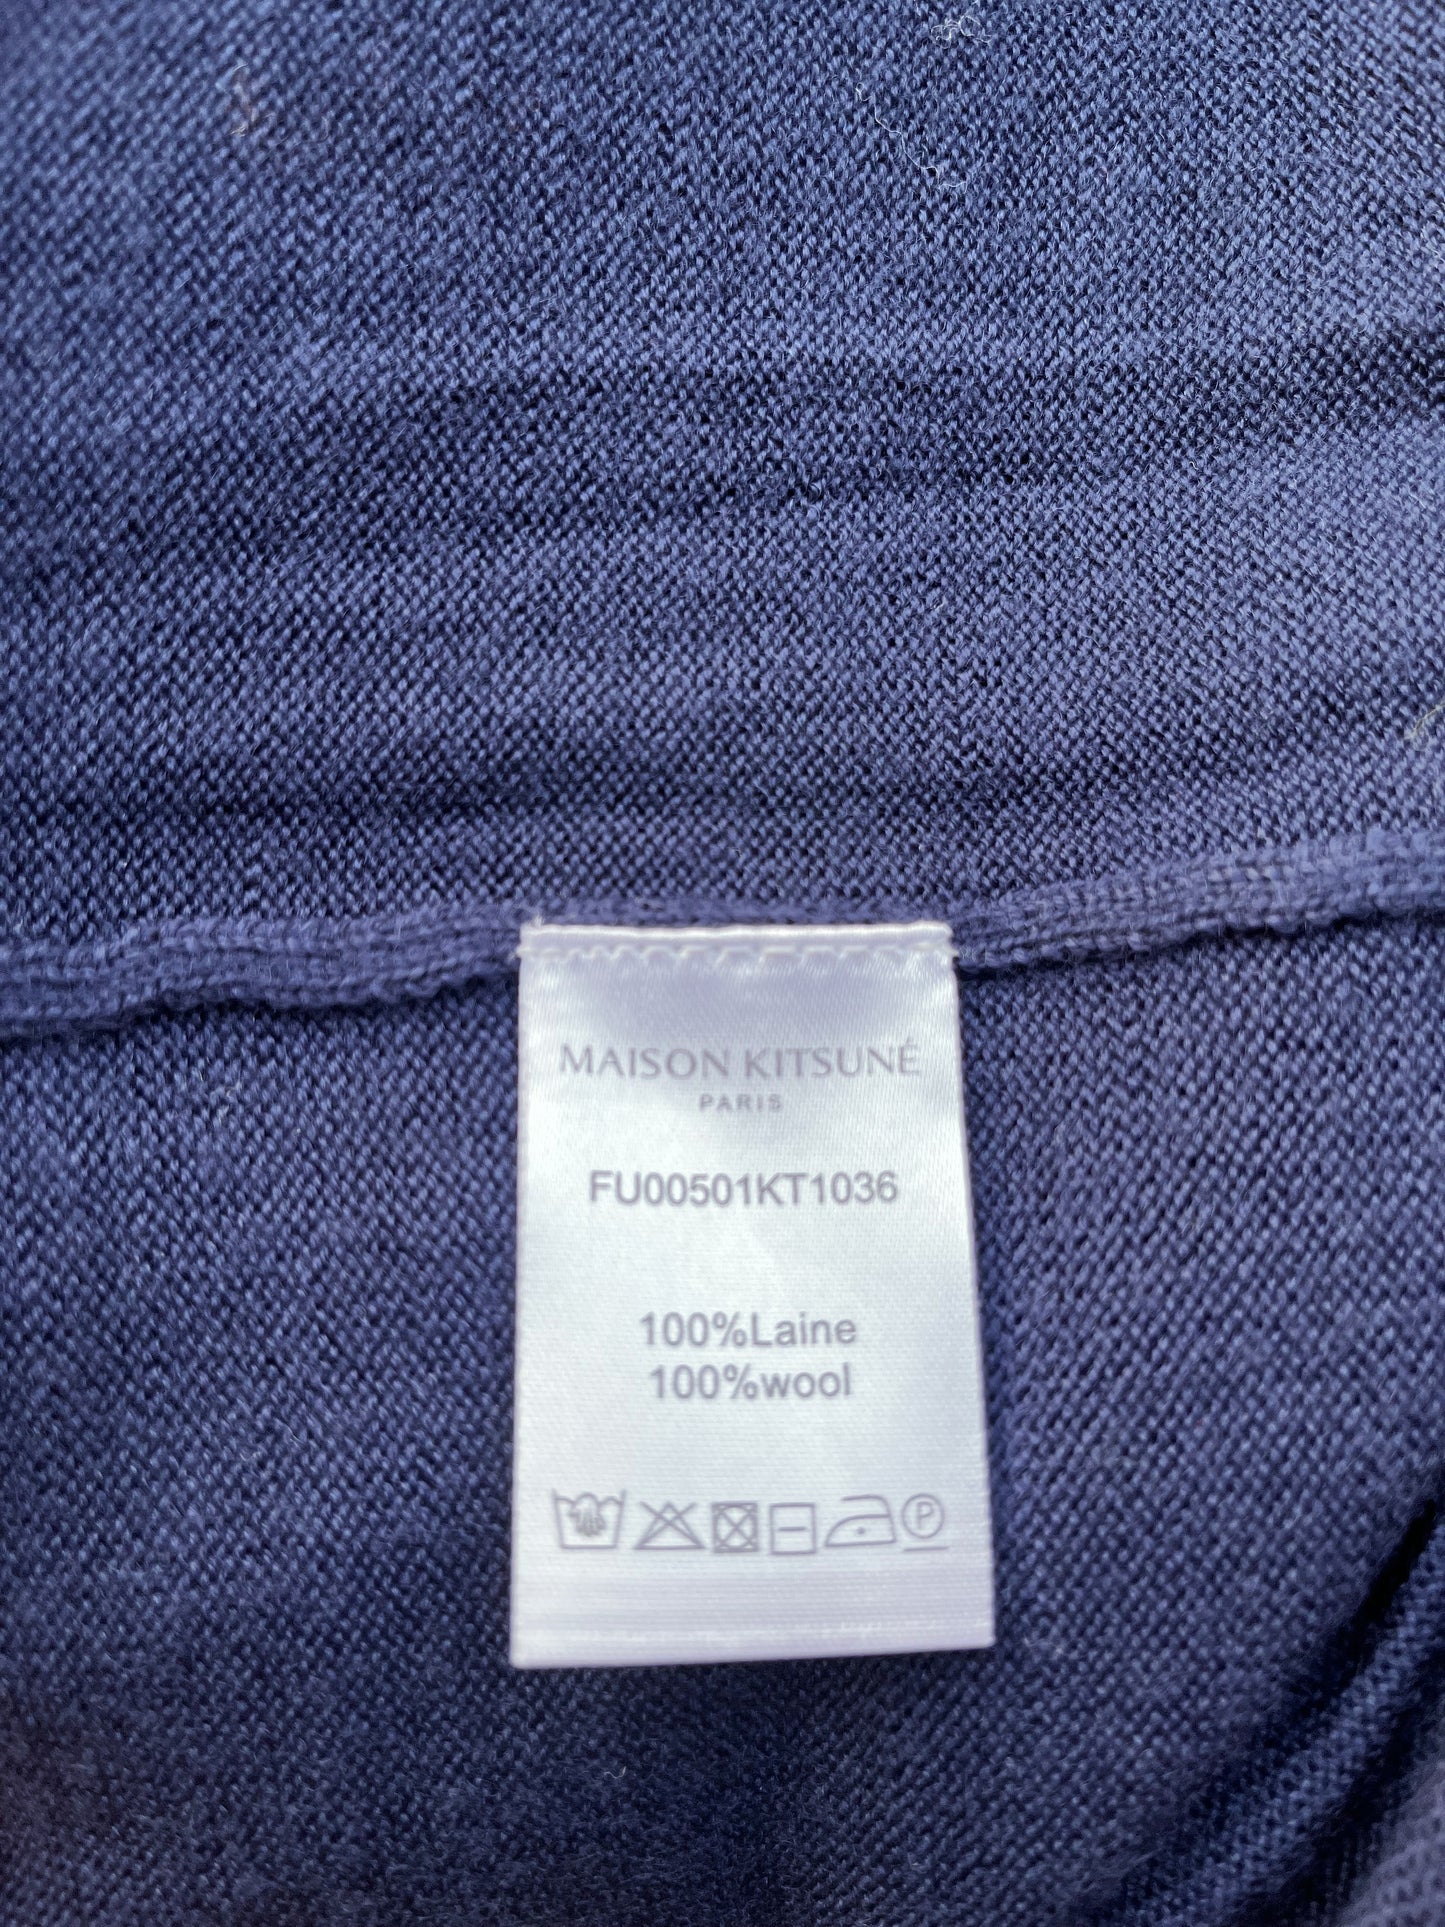 MAISON KITSUNÉ
PARIS
FU00501KT1036
100%Laine
100%wool
P